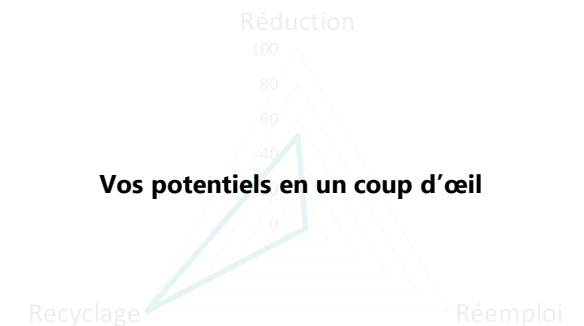 Réduction
100
80
60
40
Vos potentiels en un coup d’œil
0
Recyclage
Réemploi